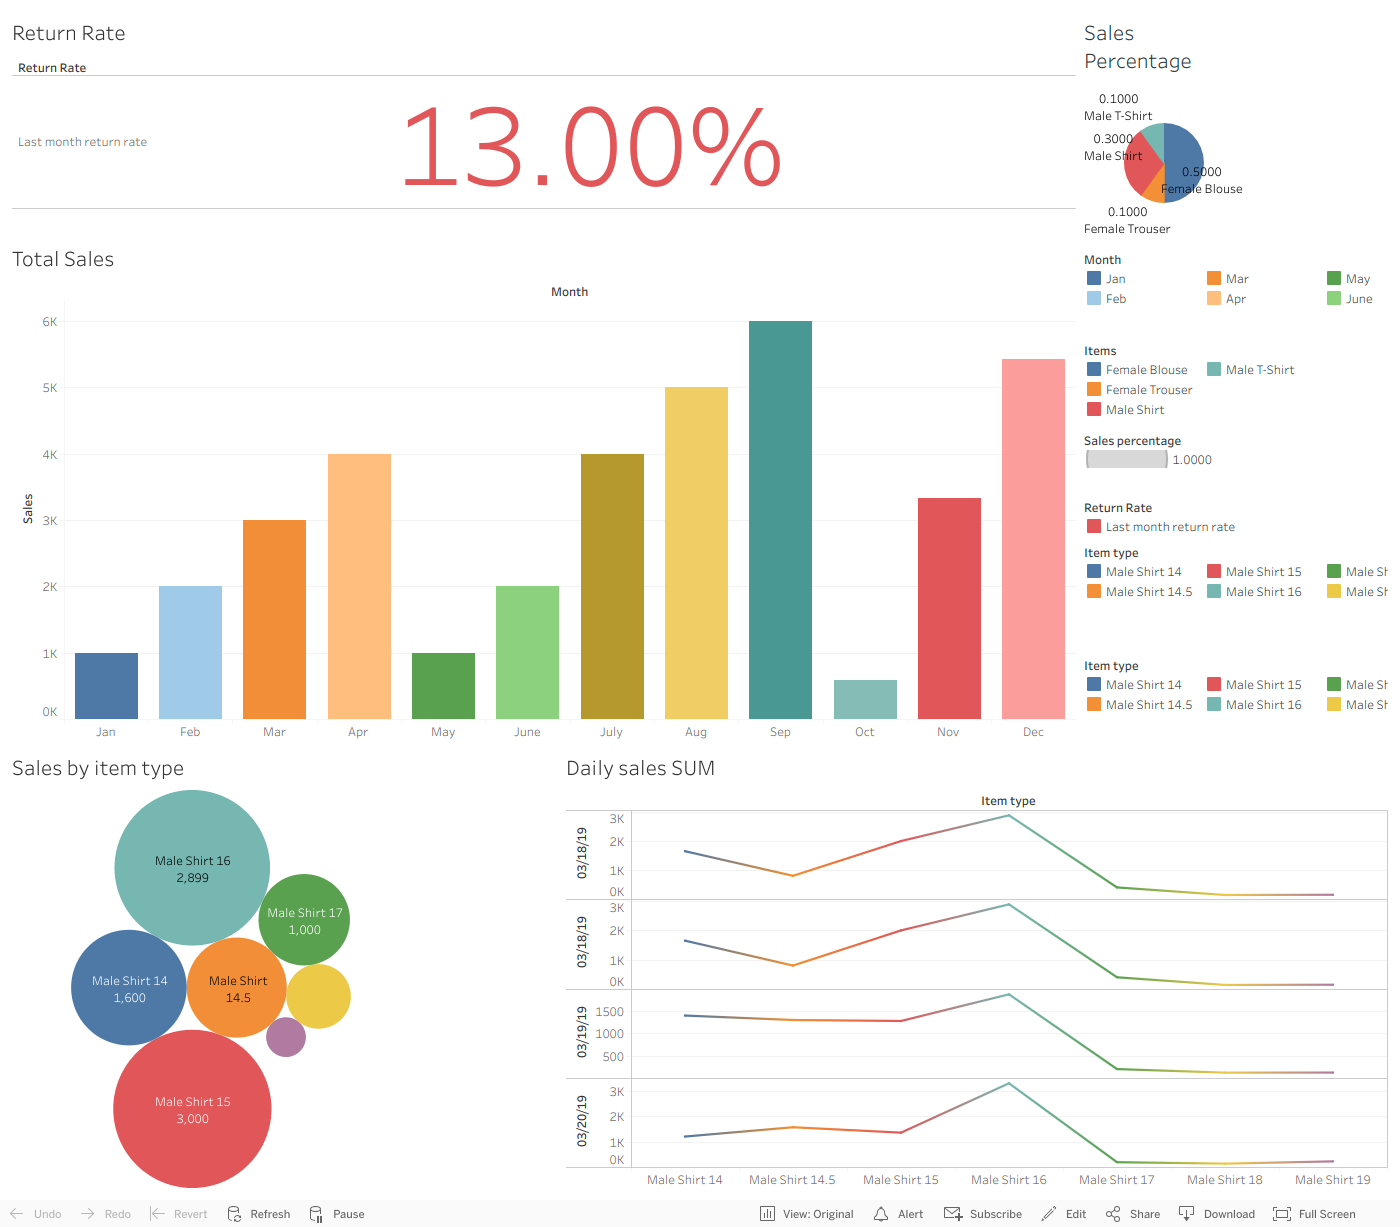 Return Rate
Return Rate
Last month return rate
13.00%
Sales
Percentage
0.1000
Male T-Shirt
0.3000
Male Shirt
0.5000
Female Blouse
0.1000
Female Trouser
Month
Jan Mar May
Feb Apr June
Items
Female Blouse Male T-Shirt
Female Trouser
Male Shirt
Sales percentage
1.0000
Return Rate
Last month return rate
Item type
Male Shirt 14 Male Shirt 15 Male Sh
Male Shirt 14.5 Male Shirt 16 Male Sh
Item type
Male Shirt 14 Male Shirt 15 Male Sh
Male Shirt 14.5 Male Shirt 16 Male Sh
Total Sales
Month
Sales
6K
5K
4K
3K
2K
1K
0K
Jan Feb Mar Apr May June July Aug Sep Oct Nov Dec
Sales by item type
Male Shirt 16
2,899
Male Shirt 17
1,000
Male Shirt 14
1,600
Male Shirt
14.5
Male Shirt 15
3,000
Daily sales SUM
Item type
03/18/19
3K
2K
1K
0K
03/18/19
3K
2K
1K
0K
03/19/19
1500
1000
500
03/20/19
3K
2K
1K
0K
Male Shirt 14 Male Shirt 14.5 Male Shirt 15 Male Shirt 16 Male Shirt 17 Male Shirt 18 Male Shirt 19
Undo Redo Revert Refresh Pause View: Original Alert Subscribe Edit Share Download Full Screen